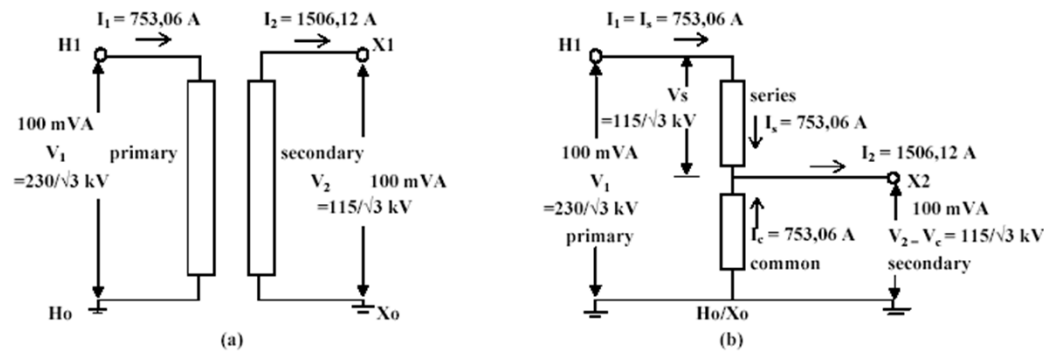 I₁ = 753,06 A
I₂ = 1506,12 A
H1
X1
100 mVA
V₁
=230/√3 kV
primary
secondary
V₂
=115/√3 kV
100 mVA
Ho
Xo
(a)
I₁ = Iₛ = 753,06 A
H1
Vs
=115/√3 kV
series
Iₛ = 753,06 A
100 mVA
V₁
=230/√3 kV
primary
I₂ = 1506,12 A
X2
100 mVA
V₂ – V_c = 115/√3 kV
secondary
I_c = 753,06 A
common
Ho/Xo
(b)